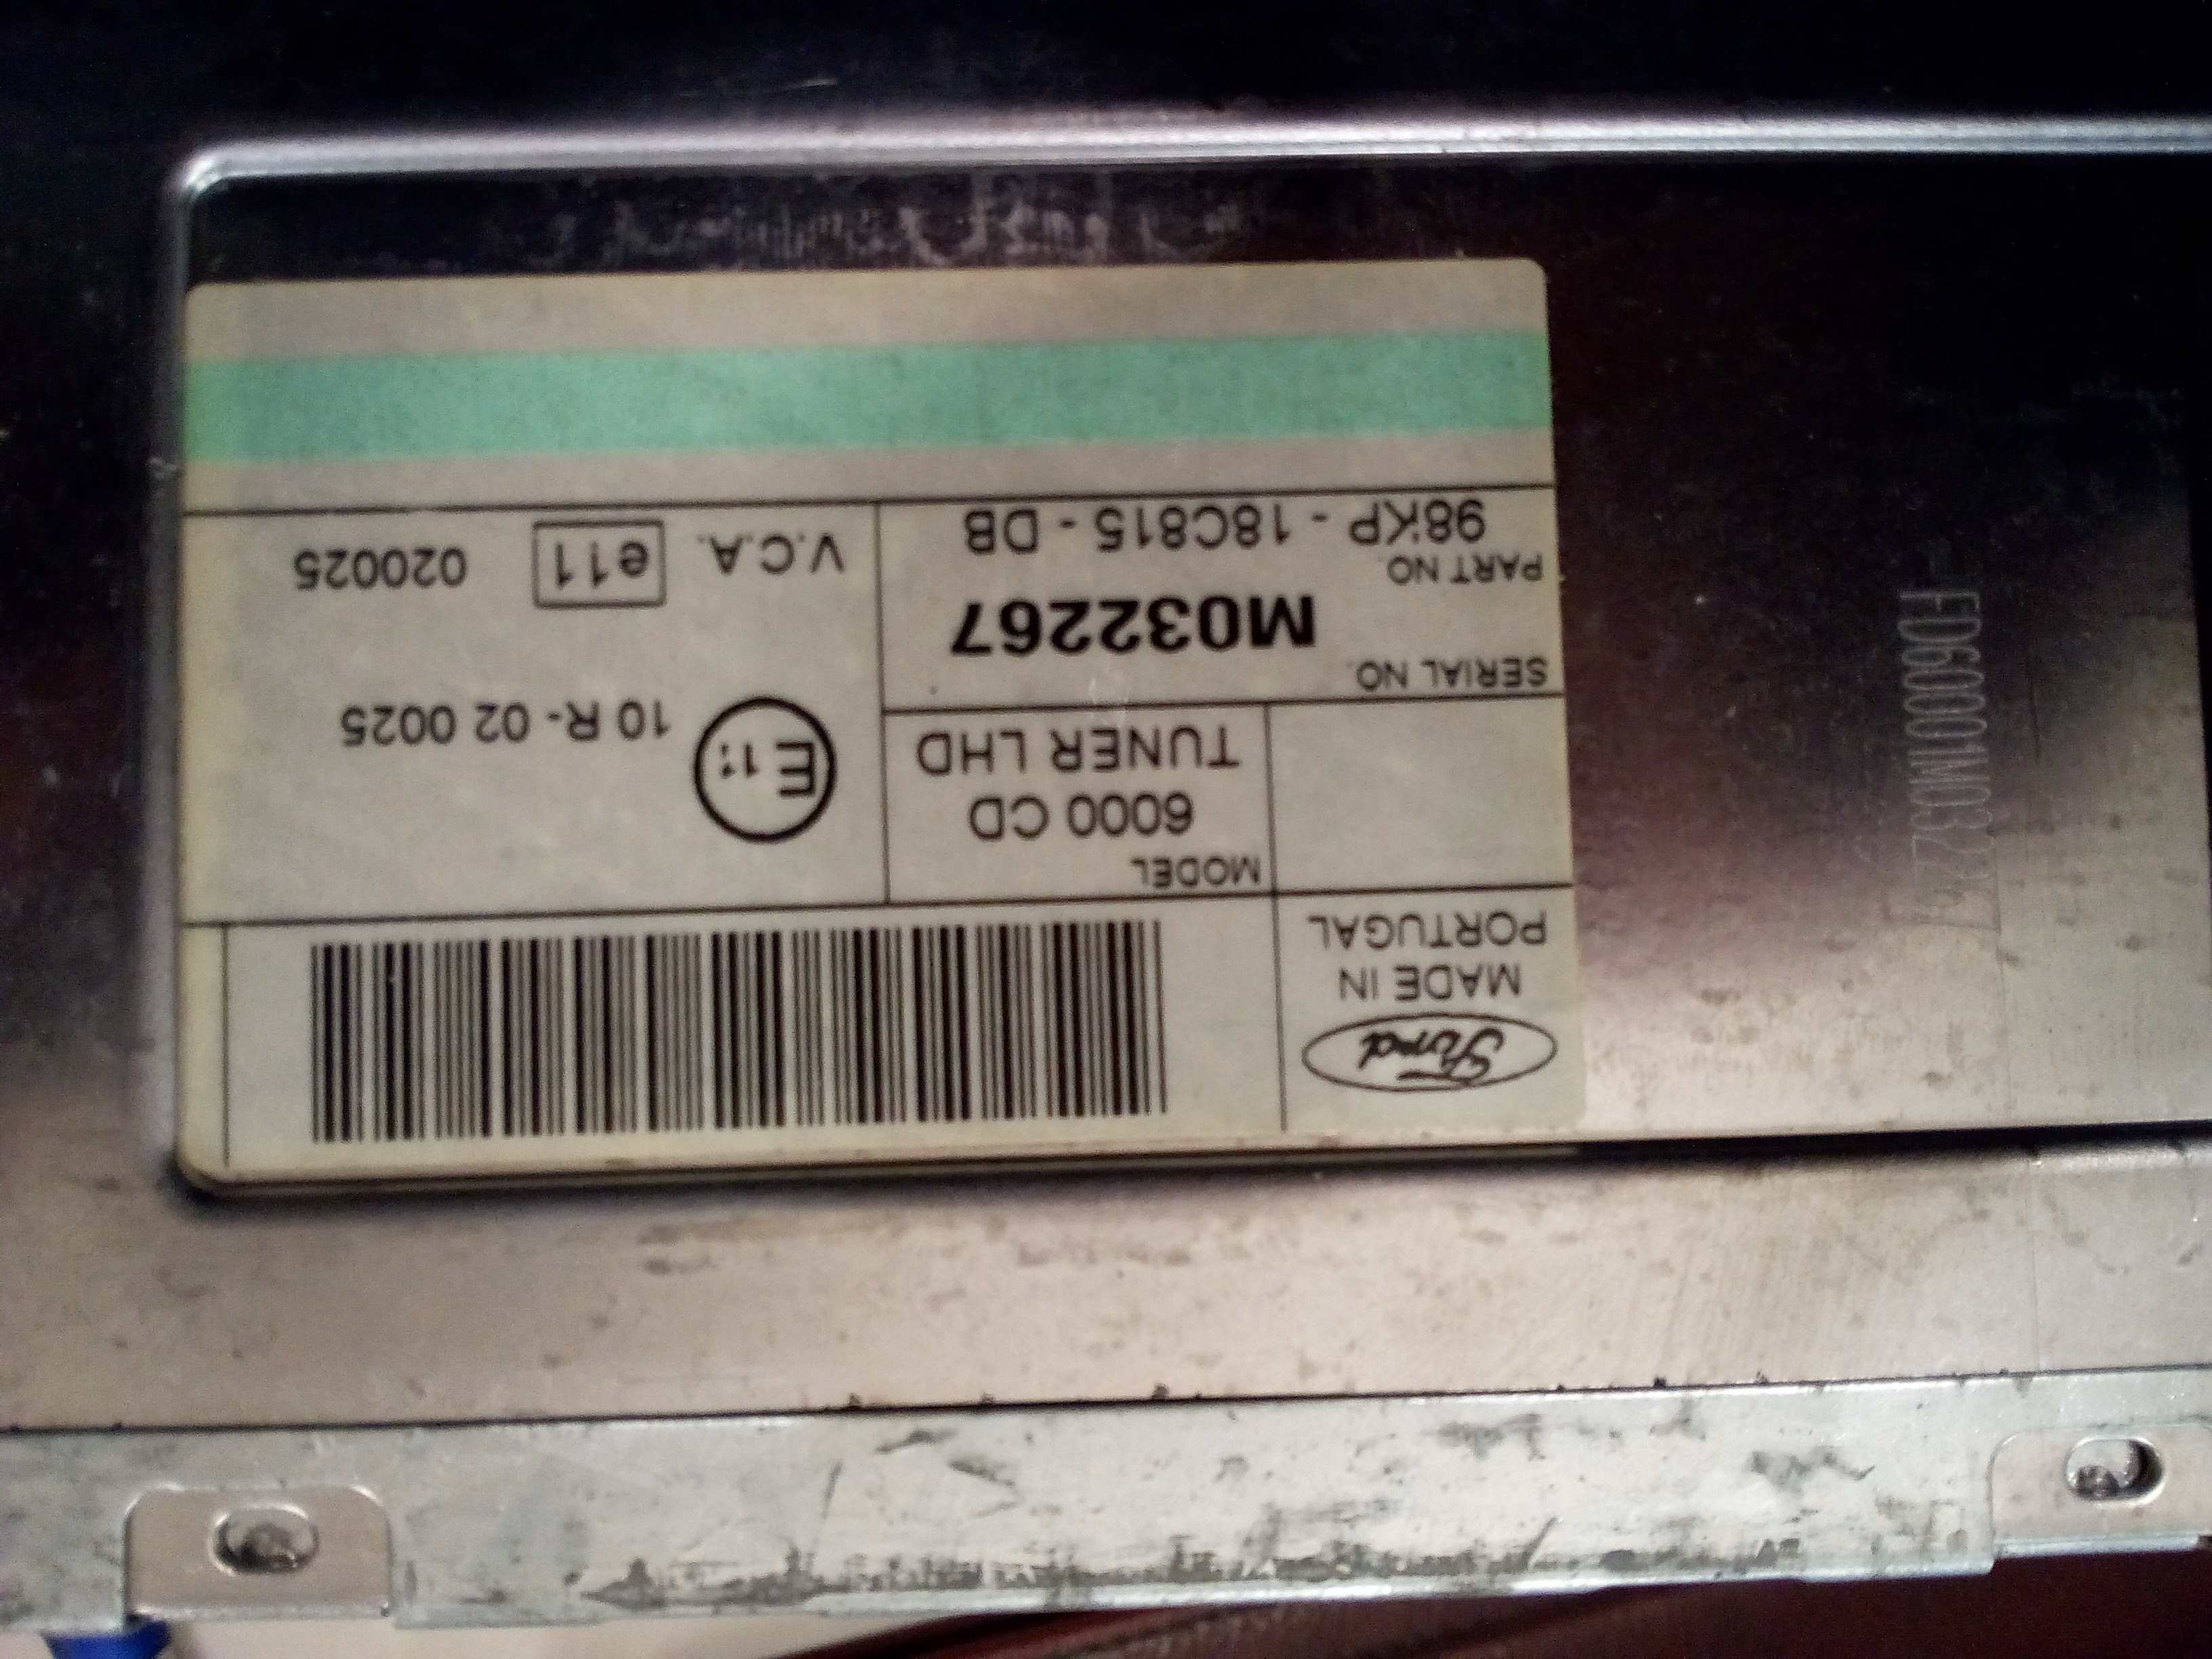 Ford
MADE IN
PORTUGAL
MODEL
6000 CD
TUNER LHD
SERIAL NO.
M032267
PART NO.
98KP - 18C815 - DB
E11
10 R - 02 0025
V.C.A. e11 020025
FD60001M032267